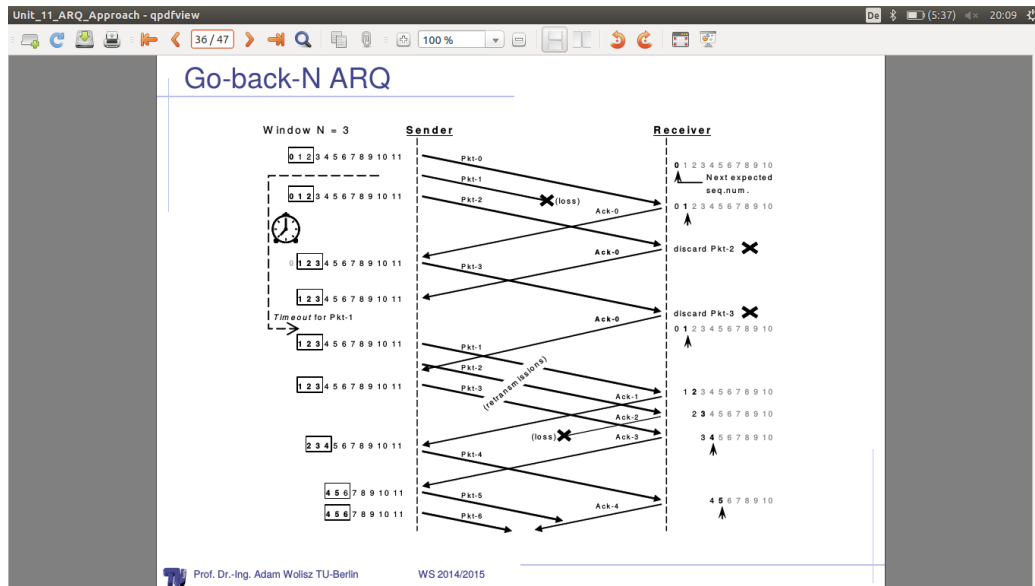 Unit_11_ARQ_Approach - qpdfview
De (5:37) 20:09
36 / 47
100 %
Go-back-N ARQ
Window N = 3
Sender
Receiver
0 1 2 3 4 5 6 7 8 9 10 11
Pkt-0
0 1 2 3 4 5 6 7 8 9 10
Next expected
seq.num.
Pkt-1
0 1 2 3 4 5 6 7 8 9 10 11
Pkt-2
(loss)
Ack-0
0 1 2 3 4 5 6 7 8 9 10
Ack-0
discard Pkt-2
0 1 2 3 4 5 6 7 8 9 10 11
Pkt-3
1 2 3 4 5 6 7 8 9 10 11
Timeout for Pkt-1
Ack-0
discard Pkt-3
0 1 2 3 4 5 6 7 8 9 10
1 2 3 4 5 6 7 8 9 10 11
Pkt-1
Pkt-2
(retransmissions)
1 2 3 4 5 6 7 8 9 10 11
Pkt-3
Ack-1
1 2 3 4 5 6 7 8 9 10
Ack-2
2 3 4 5 6 7 8 9 10
(loss)
Ack-3
3 4 5 6 7 8 9 10
2 3 4 5 6 7 8 9 10 11
Pkt-4
4 5 6 7 8 9 10 11
Pkt-5
Ack-4
4 5 6 7 8 9 10
4 5 6 7 8 9 10 11
Pkt-6
Prof. Dr.-Ing. Adam Wolisz TU-Berlin
WS 2014/2015